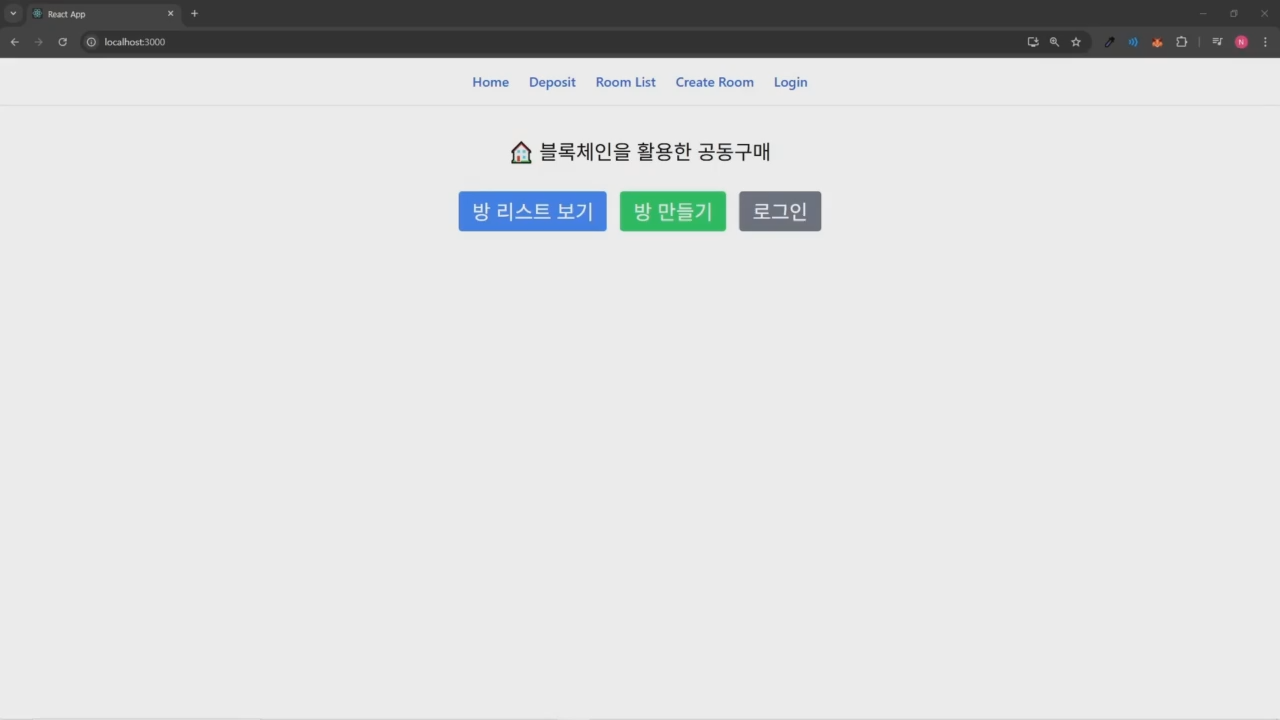 React App
localhost:3000
N
Home Deposit Room List Create Room Login
블록체인을 활용한 공동구매
방 리스트 보기 방 만들기 로그인